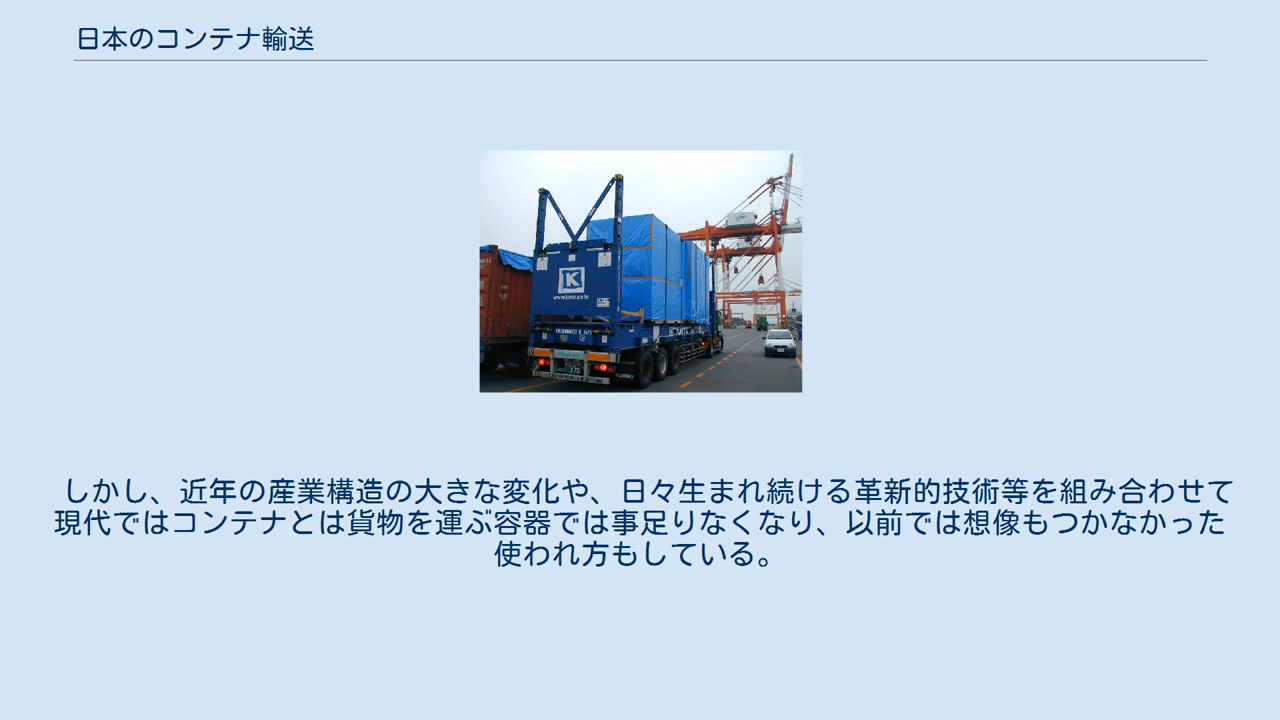 日本のコンテナ輸送
K
しかし、近年の産業構造の大きな変化や、日々生まれ続ける革新的技術等を組み合わせて
現代ではコンテナとは貨物を運ぶ容器では事足りなくなり、以前では想像もつかなかった
使われ方もしている。